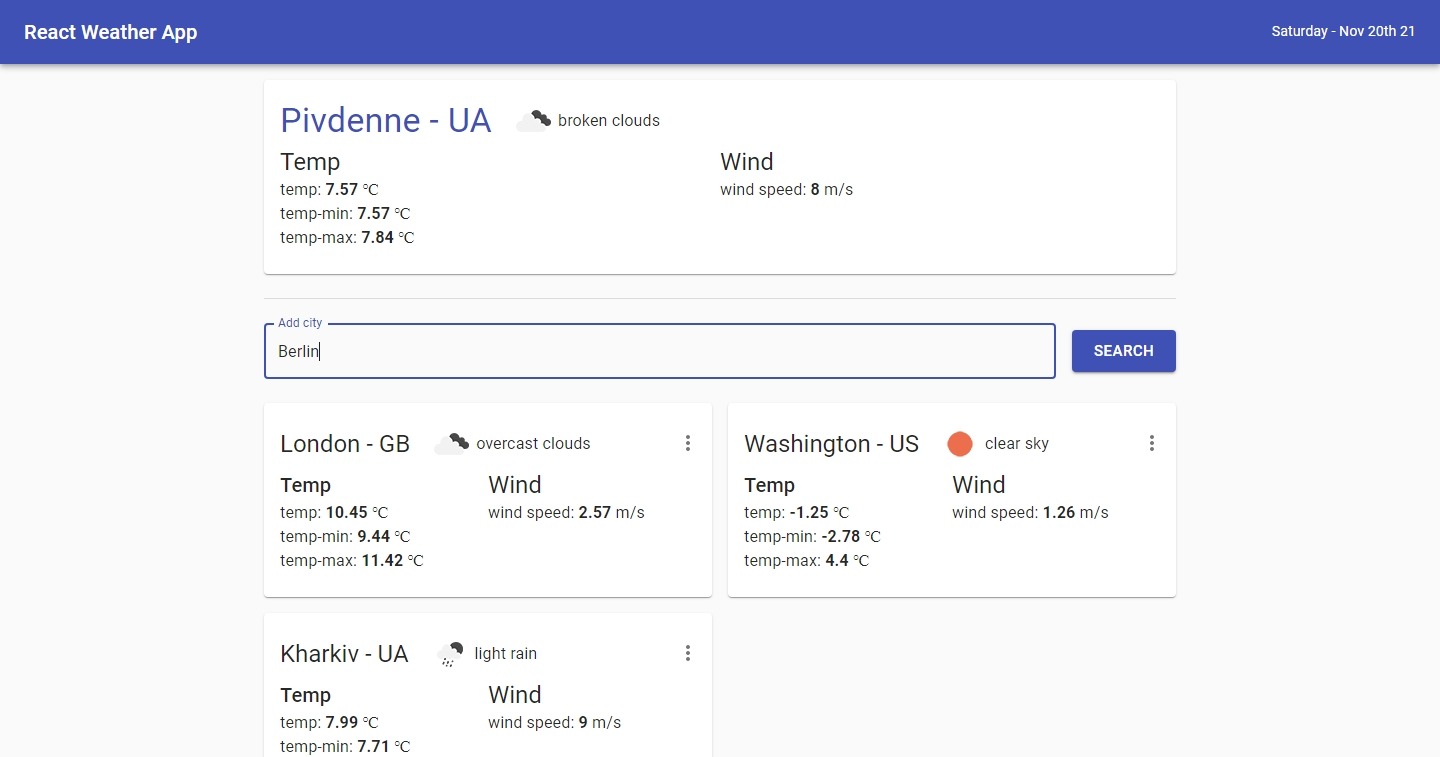 React Weather App
Saturday - Nov 20th 21
Pivdenne - UA
broken clouds
Temp
temp: 7.57 ℃
temp-min: 7.57 ℃
temp-max: 7.84 ℃
Wind
wind speed: 8 m/s
Add city
Berlin
SEARCH
London - GB
overcast clouds
Temp
temp: 10.45 ℃
temp-min: 9.44 ℃
temp-max: 11.42 ℃
Wind
wind speed: 2.57 m/s
Washington - US
clear sky
Temp
temp: -1.25 ℃
temp-min: -2.78 ℃
temp-max: 4.4 ℃
Wind
wind speed: 1.26 m/s
Kharkiv - UA
light rain
Temp
temp: 7.99 ℃
temp-min: 7.71 ℃
Wind
wind speed: 9 m/s